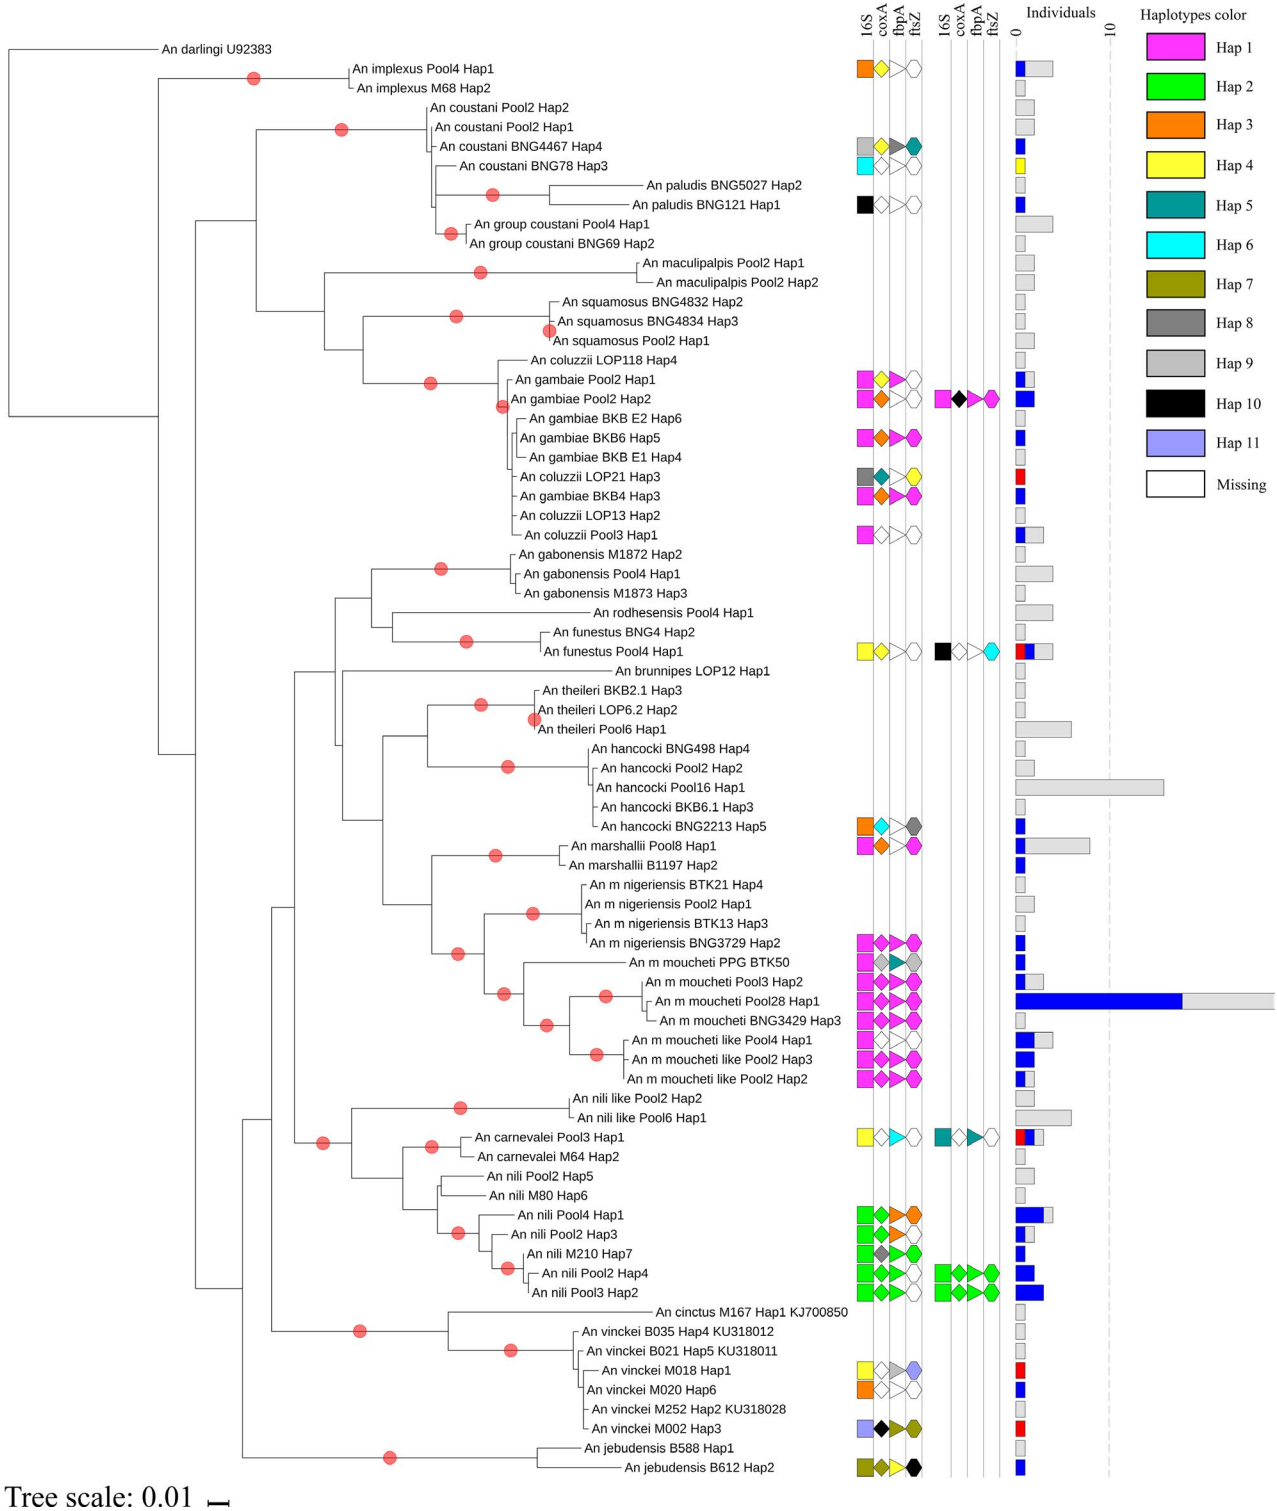 16S coxA fbpA ftsZ 16S coxA fbpA ftsZ
Individuals
0 10
Haplotypes color
Hap 1
Hap 2
Hap 3
Hap 4
Hap 5
Hap 6
Hap 7
Hap 8
Hap 9
Hap 10
Hap 11
Missing
An darlingi U92383
An implexus Pool4 Hap1
An implexus M68 Hap2
An coustani Pool2 Hap2
An coustani Pool2 Hap1
An coustani BNG4467 Hap4
An coustani BNG78 Hap3
An paludis BNG5027 Hap2
An paludis BNG121 Hap1
An group coustani Pool4 Hap1
An group coustani BNG69 Hap2
An maculipalpis Pool2 Hap1
An maculipalpis Pool2 Hap2
An squamosus BNG4832 Hap2
An squamosus BNG4834 Hap3
An squamosus Pool2 Hap1
An coluzzii LOP118 Hap4
An gambaie Pool2 Hap1
An gambiae Pool2 Hap2
An gambiae BKB E2 Hap6
An gambiae BKB6 Hap5
An gambiae BKB E1 Hap4
An coluzzii LOP21 Hap3
An gambiae BKB4 Hap3
An coluzzii LOP13 Hap2
An coluzzii Pool3 Hap1
An gabonensis M1872 Hap2
An gabonensis Pool4 Hap1
An gabonensis M1873 Hap3
An rodhesensis Pool4 Hap1
An funestus BNG4 Hap2
An funestus Pool4 Hap1
An brunnipes LOP12 Hap1
An theileri BKB2.1 Hap3
An theileri LOP6.2 Hap2
An theileri Pool6 Hap1
An hancocki BNG498 Hap4
An hancocki Pool2 Hap2
An hancocki Pool16 Hap1
An hancocki BKB6.1 Hap3
An hancocki BNG2213 Hap5
An marshallii Pool8 Hap1
An marshallii B1197 Hap2
An m nigeriensis BTK21 Hap4
An m nigeriensis Pool2 Hap1
An m nigeriensis BTK13 Hap3
An m nigeriensis BNG3729 Hap2
An m moucheti PPG BTK50
An m moucheti Pool3 Hap2
An m moucheti Pool28 Hap1
An m moucheti BNG3429 Hap3
An m moucheti like Pool4 Hap1
An m moucheti like Pool2 Hap3
An m moucheti like Pool2 Hap2
An nili like Pool2 Hap2
An nili like Pool6 Hap1
An carnevalei Pool3 Hap1
An carnevalei M64 Hap2
An nili Pool2 Hap5
An nili M80 Hap6
An nili Pool4 Hap1
An nili Pool2 Hap3
An nili M210 Hap7
An nili Pool2 Hap4
An nili Pool3 Hap2
An cinctus M167 Hap1 KJ700850
An vinckei B035 Hap4 KU318012
An vinckei B021 Hap5 KU318011
An vinckei M018 Hap1
An vinckei M020 Hap6
An vinckei M252 Hap2 KU318028
An vinckei M002 Hap3
An jebudensis B588 Hap1
An jebudensis B612 Hap2
Tree scale: 0.01